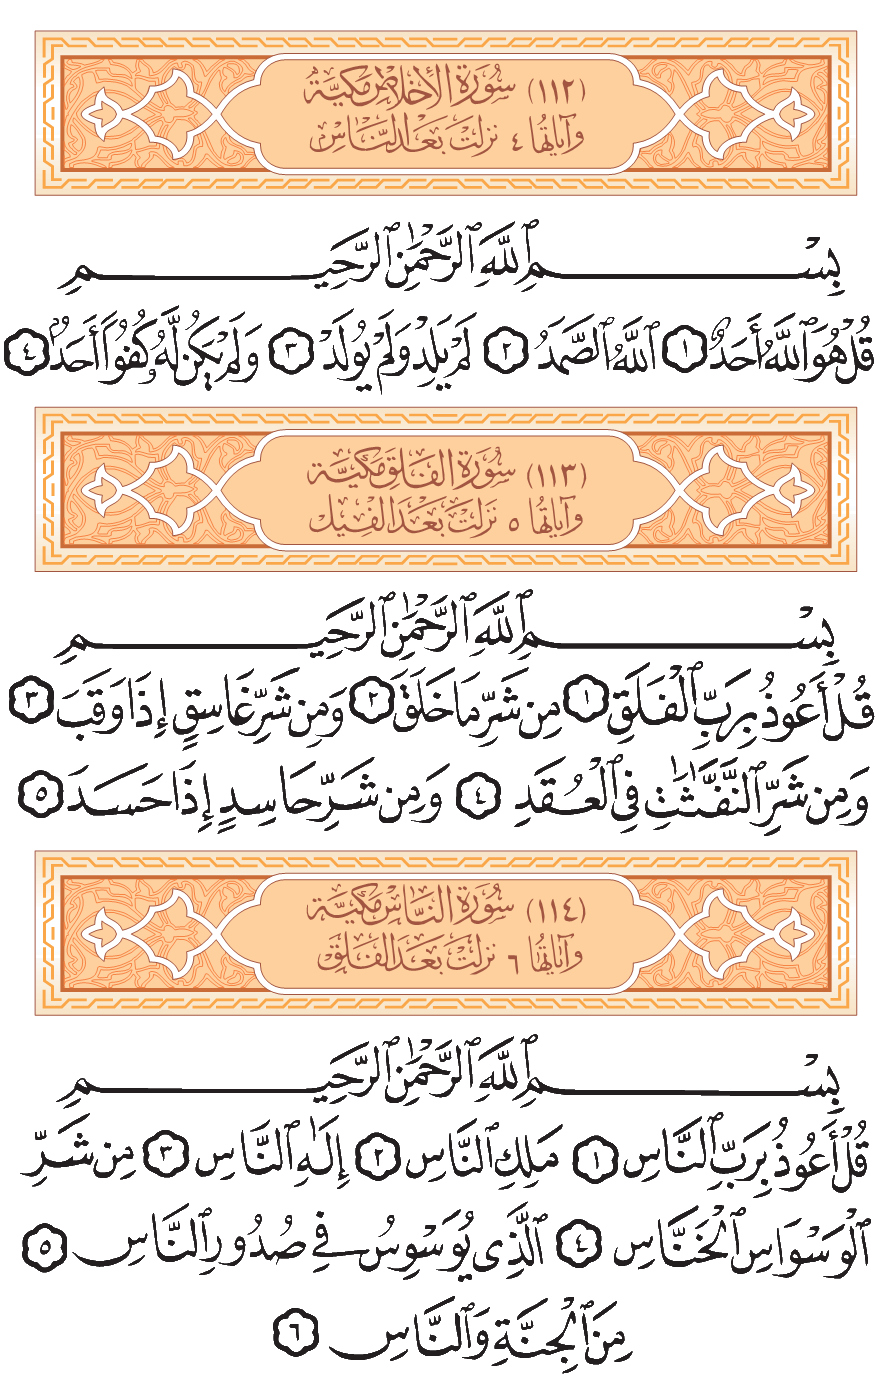 (١١٢) سُورَةُ الإِخْلَاصِ مَكِيَّة
وَآيَاتُهَا ٤ نَزَلَتْ بَعْدَ النَّاسِ
بِسْمِ ٱللَّهِ ٱلرَّحْمَٰنِ ٱلرَّحِيمِ
قُلْ هُوَ ٱللَّهُ أَحَدٌ ١ ٱللَّهُ ٱلصَّمَدُ ٢ لَمْ يَلِدْ وَلَمْ يُولَدْ ٣ وَلَمْ يَكُن لَّهُۥ كُفُوًا أَحَدٌۢ ٤
(١١٣) سُورَةُ الفَلَقِ مَكِيَّة
وَآيَاتُهَا ٥ نَزَلَتْ بَعْدَ الفِيلِ
بِسْمِ ٱللَّهِ ٱلرَّحْمَٰنِ ٱلرَّحِيمِ
قُلْ أَعُوذُ بِرَبِّ ٱلْفَلَقِ ١ مِن شَرِّ مَا خَلَقَ ٢ وَمِن شَرِّ غَاسِقٍ إِذَا وَقَبَ ٣
وَمِن شَرِّ ٱلنَّفَّٰثَٰتِ فِى ٱلْعُقَدِ ٤ وَمِن شَرِّ حَاسِدٍ إِذَا حَسَدَ ٥
(١١٤) سُورَةُ النَّاسِ مَكِيَّة
وَآيَاتُهَا ٦ نَزَلَتْ بَعْدَ الفَلَقِ
بِسْمِ ٱللَّهِ ٱلرَّحْمَٰنِ ٱلرَّحِيمِ
قُلْ أَعُوذُ بِرَبِّ ٱلنَّاسِ ١ مَلِكِ ٱلنَّاسِ ٢ إِلَٰهِ ٱلنَّاسِ ٣ مِن شَرِّ
ٱلْوَسْوَاسِ ٱلْخَنَّاسِ ٤ ٱلَّذِى يُوَسْوِسُ فِى صُدُورِ ٱلنَّاسِ ٥
مِنَ ٱلْجِنَّةِ وَٱلنَّاسِ ٦